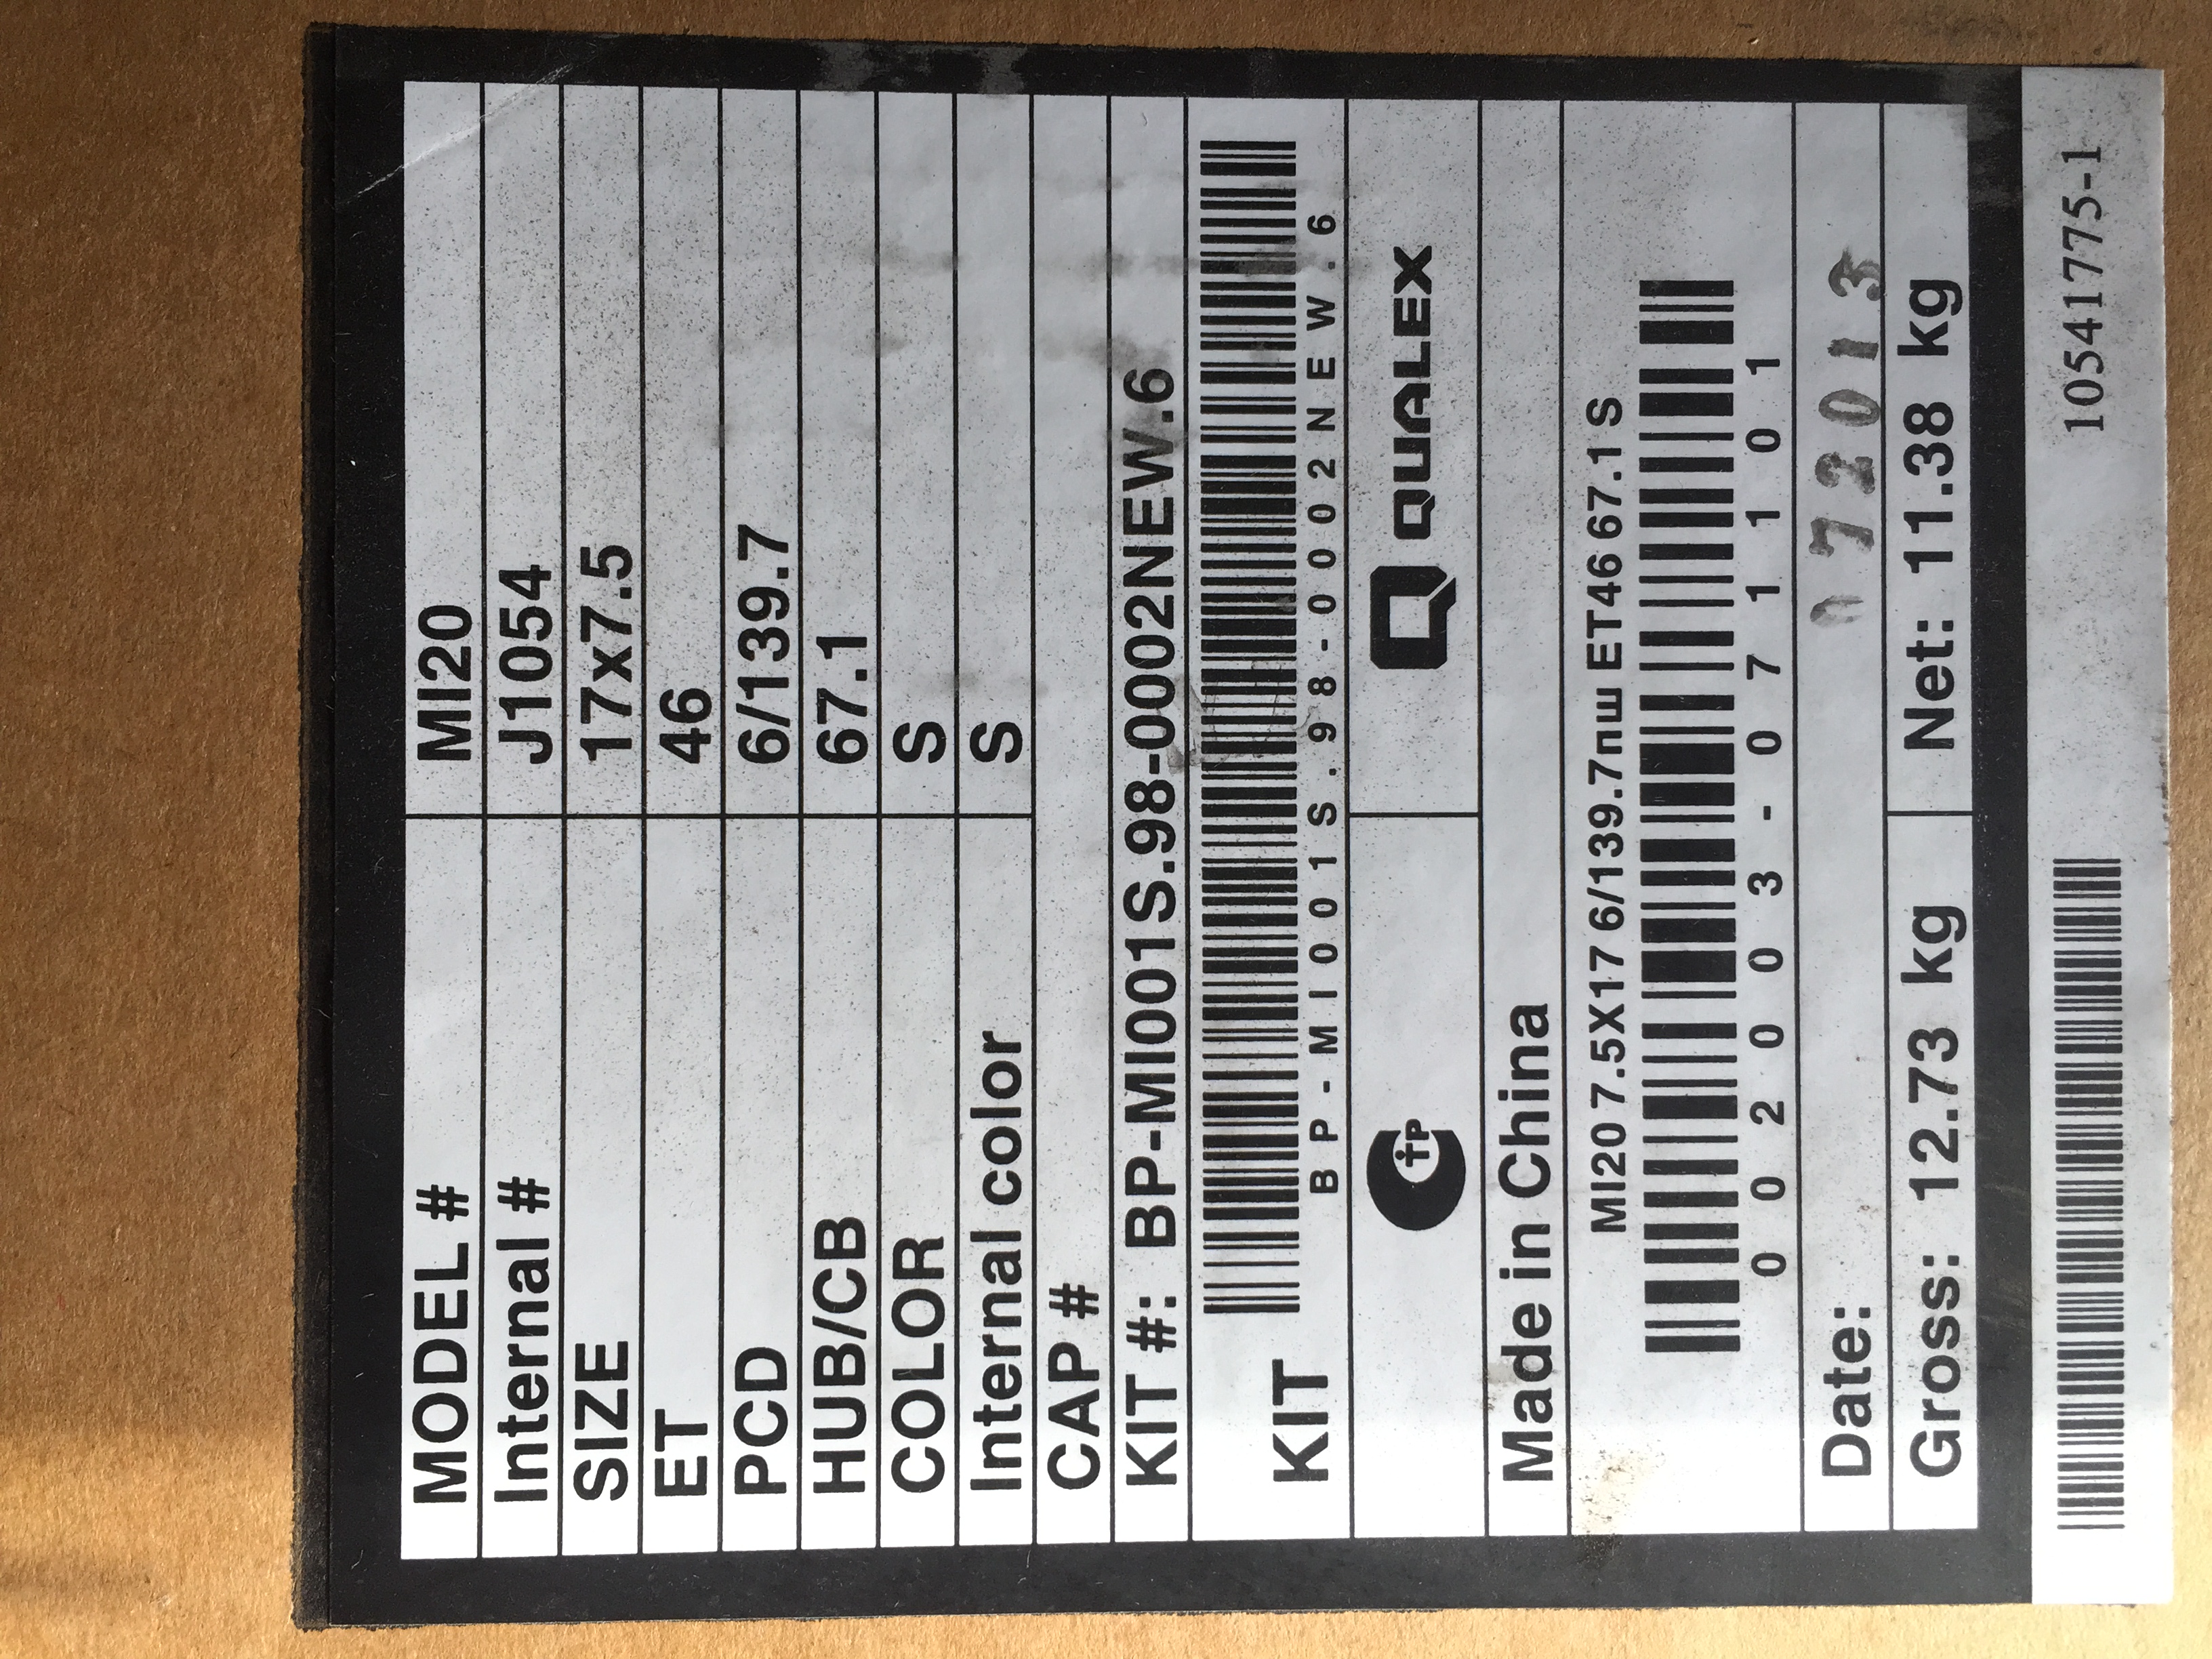 MODEL # MI20
Internal # J1054
SIZE 17x7.5
ET 46
PCD 6/139.7
HUB/CB 67.1
COLOR S
Internal color S
CAP #
KIT #: BP-MI001S.98-0002NEW.6
KIT
BP-MI001S.98-0002NEW.6
QUALEX
Made in China
MI20 7.5X17 6/139.7пш ET46 67.1 S
002003-071101
Date: 072013
Gross: 12.73 kg Net: 11.38 kg
10541775-1